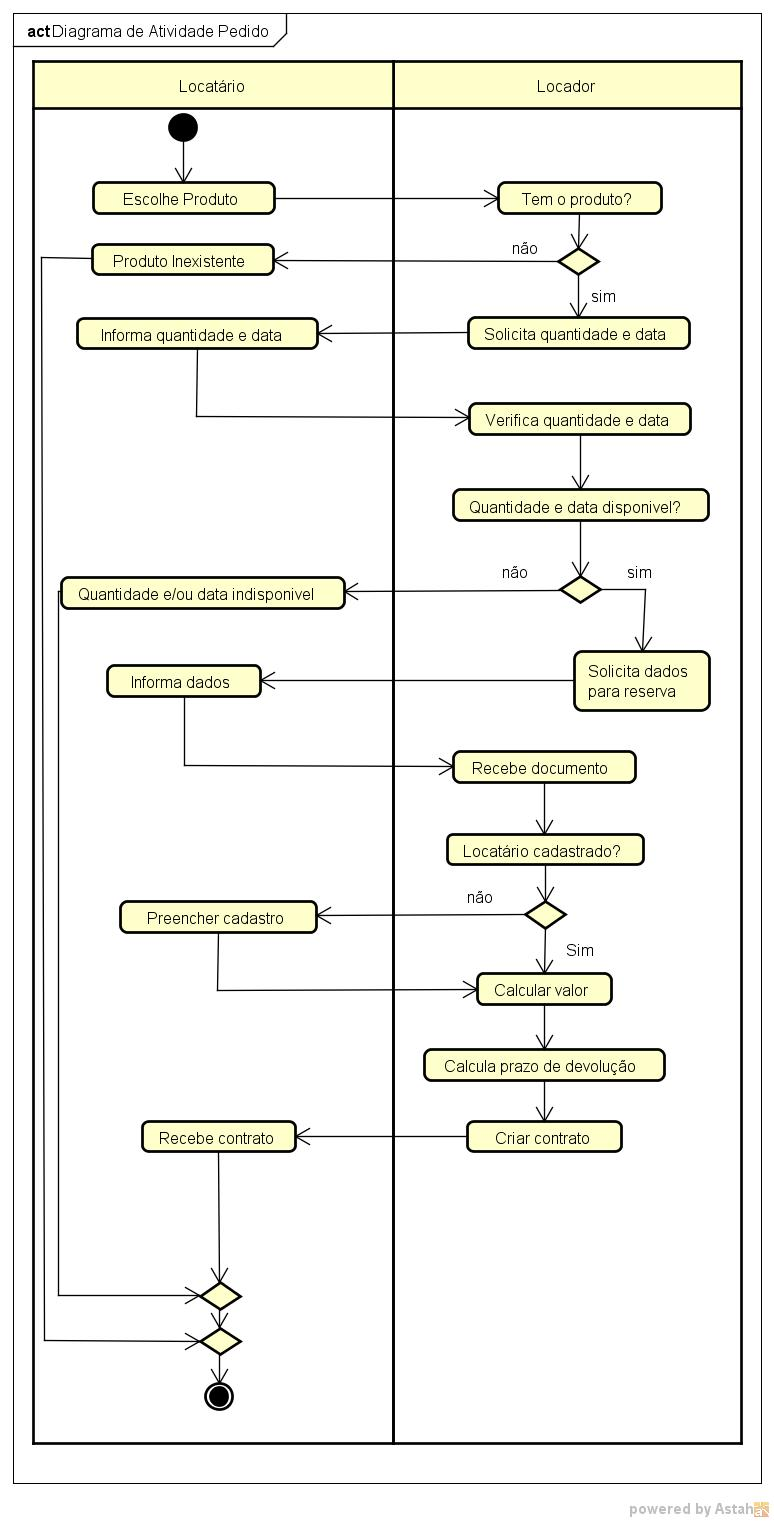 act Diagrama de Atividade Pedido
Locatário
Locador
Escolhe Produto
Tem o produto?
não
Produto Inexistente
sim
Informa quantidade e data
Solicita quantidade e data
Verifica quantidade e data
Quantidade e data disponivel?
não
sim
Quantidade e/ou data indisponivel
Solicita dados
para reserva
Informa dados
Recebe documento
Locatário cadastrado?
não
Preencher cadastro
Sim
Calcular valor
Calcula prazo de devolução
Recebe contrato
Criar contrato
powered by Astah